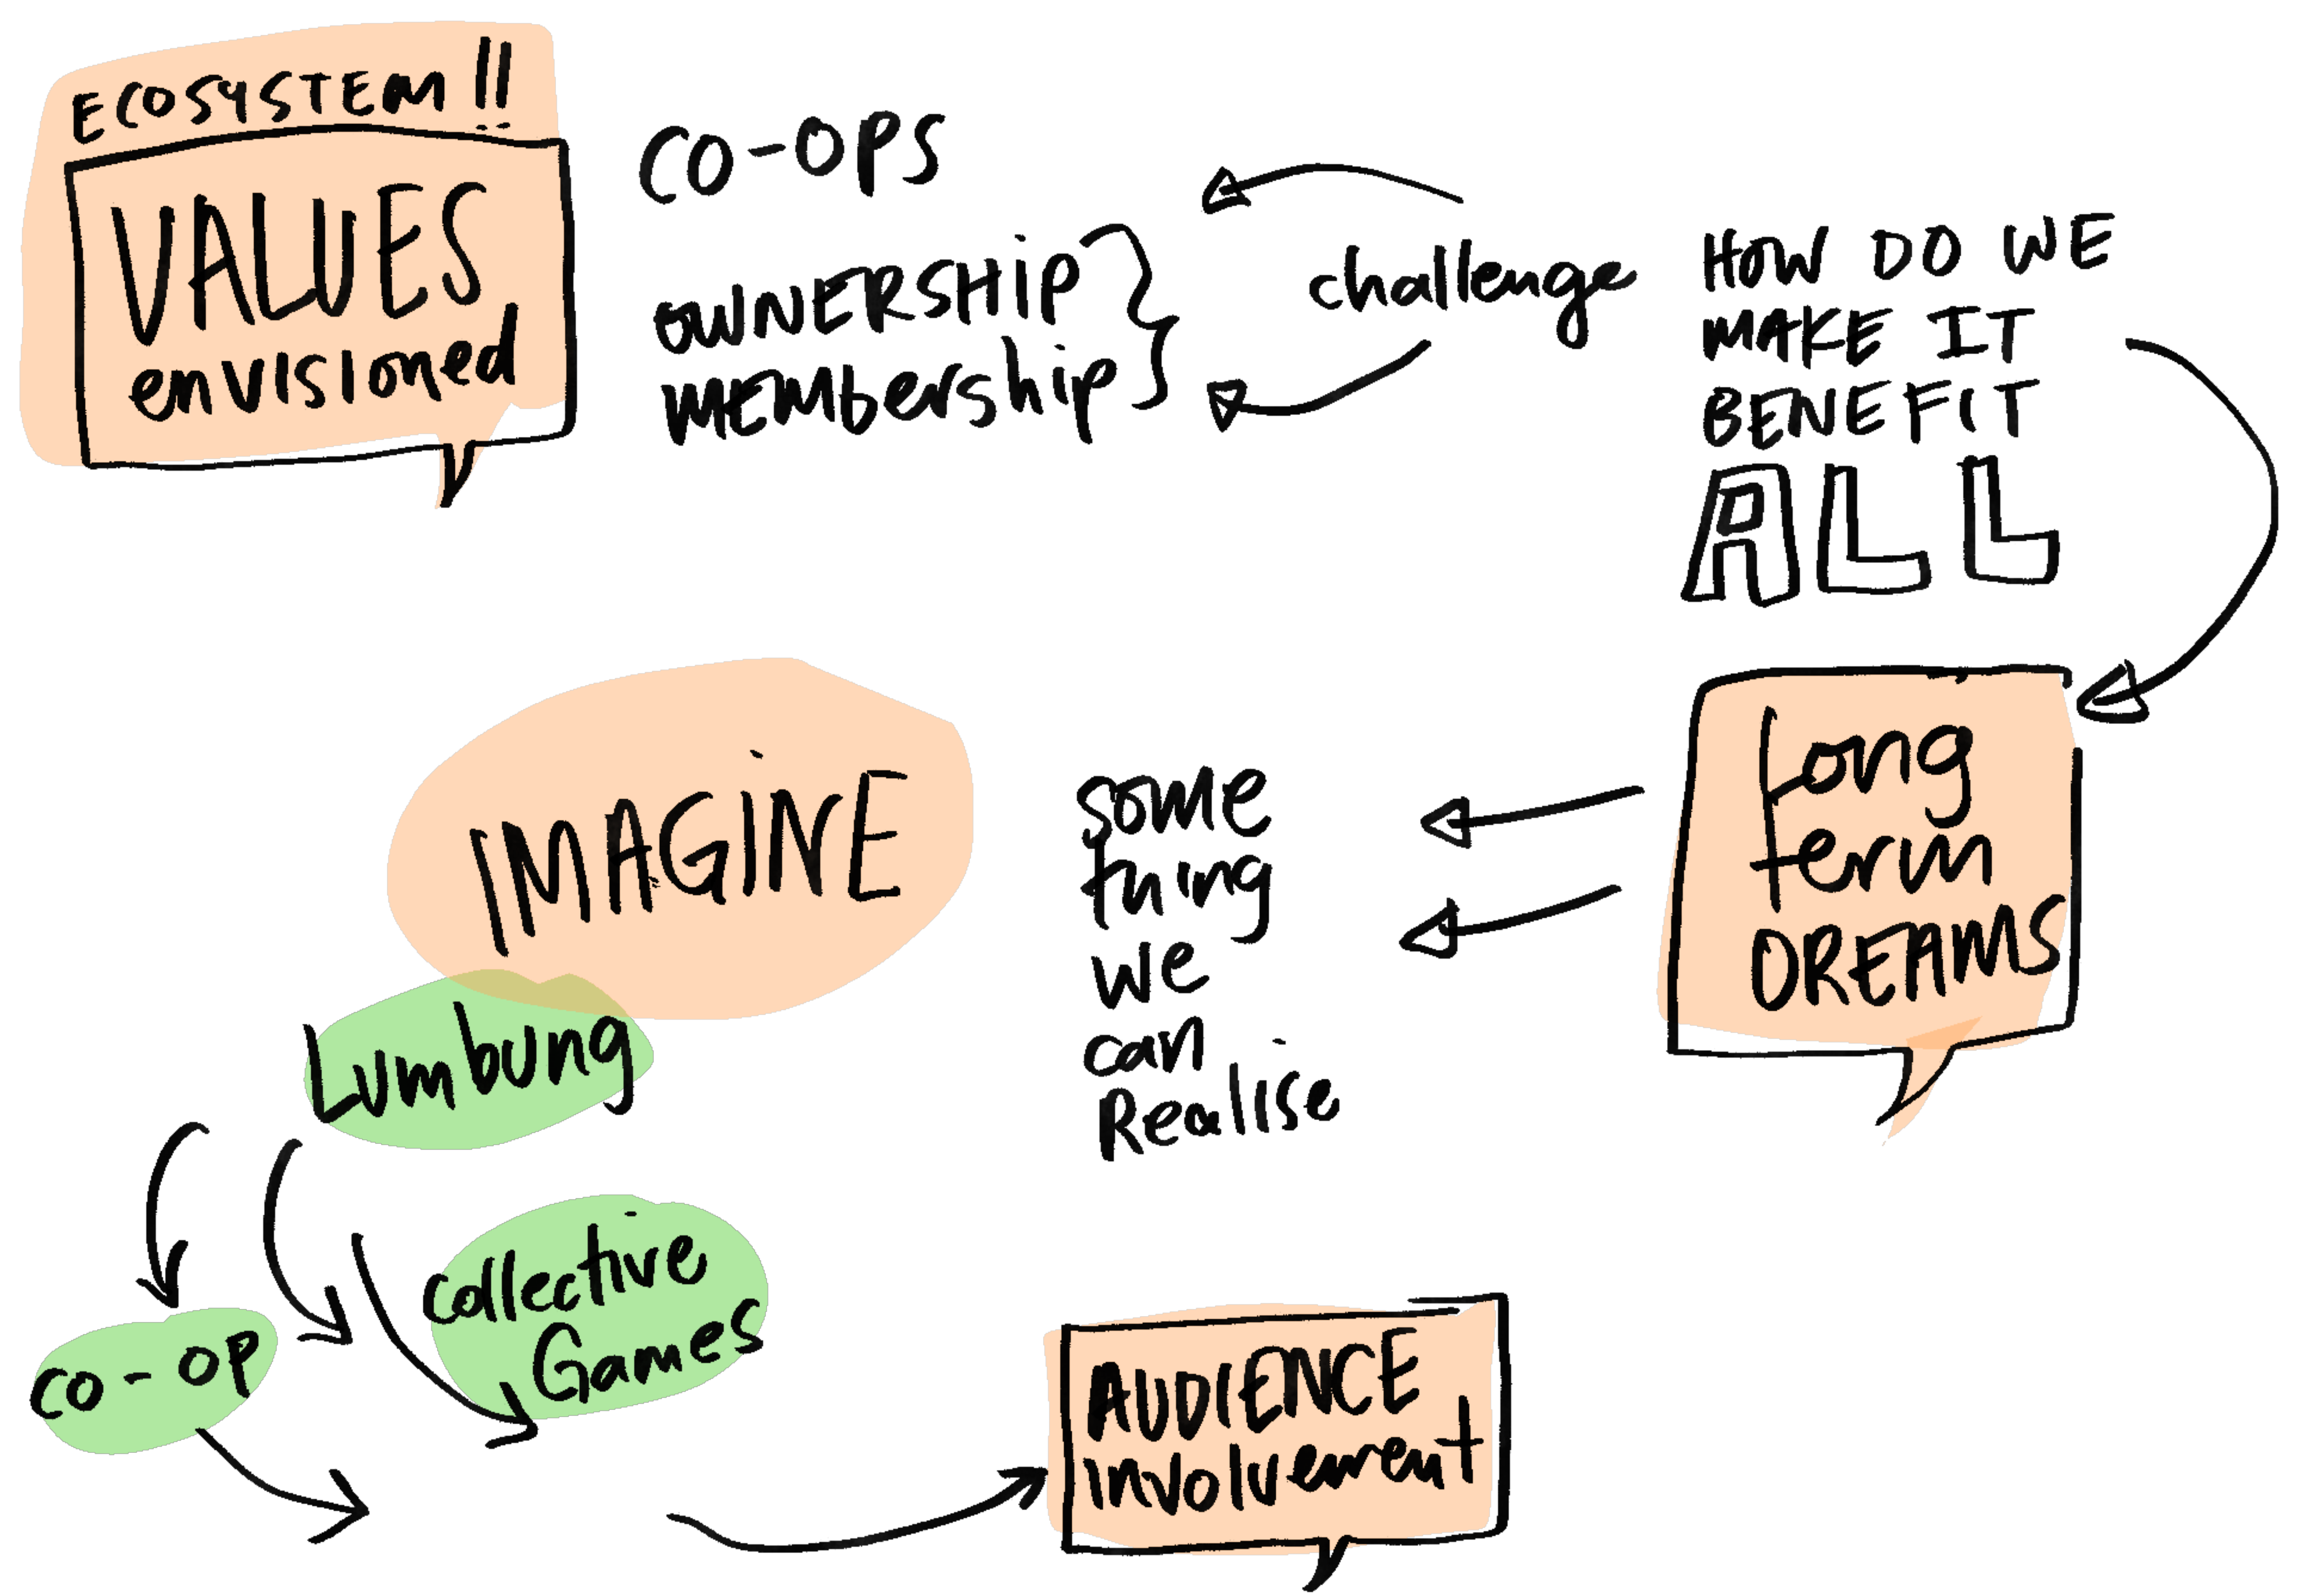 ECOSYSTEM!!
VALUES
envisioned
CO-OPS
OWNERSHIP
MEMbership
challenge
HOW DO WE
MAKE IT
BENEFIT
ALL
Long
term
DREAMS
some
thing
we
can
Realise
IMAGINE
Lumbung
co-op
collective
Games
AUDIENCE
involvement